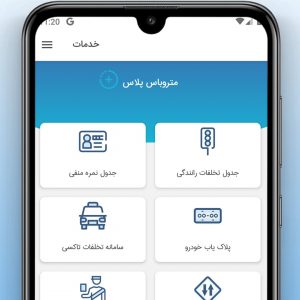 1:20
خدمات
متروباس پلاس
جدول تخلفات رانندگی
جدول نمره منفی
پلاک یاب خودرو
سامانه تخلفات تاکسی